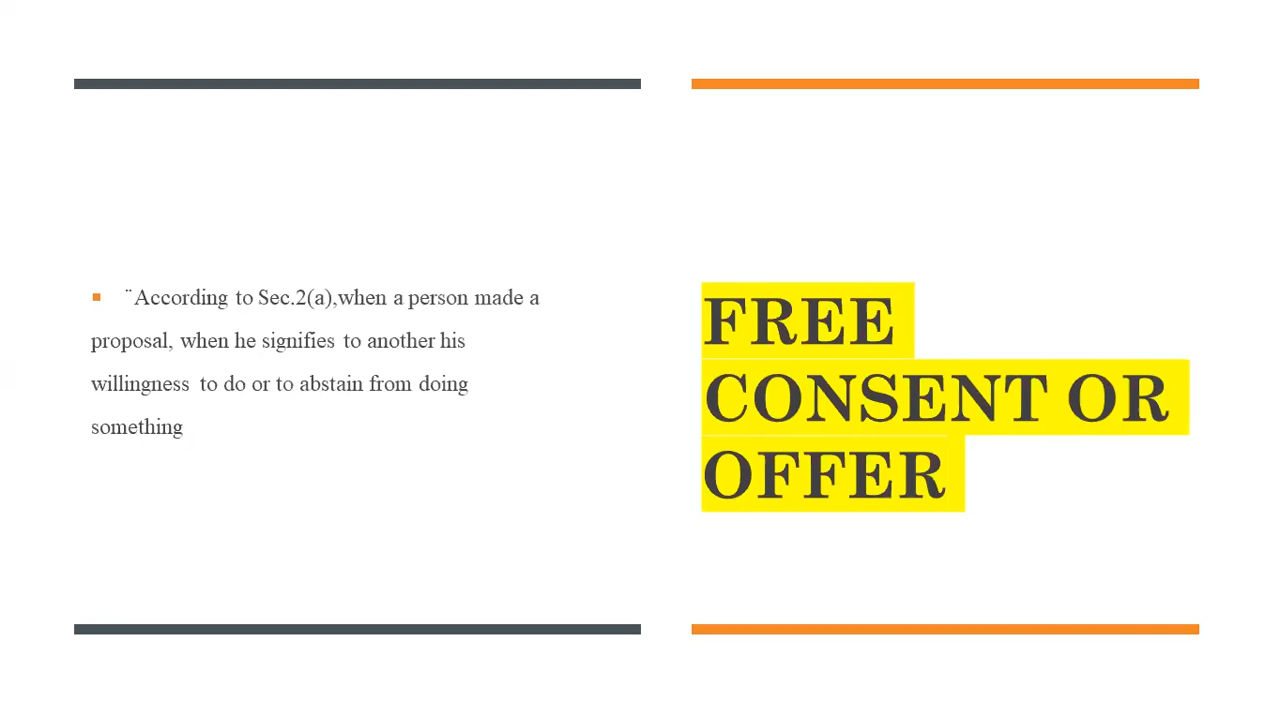 ¨According to Sec.2(a),when a person made a
proposal, when he signifies to another his
willingness to do or to abstain from doing
something
FREE
CONSENT OR
OFFER